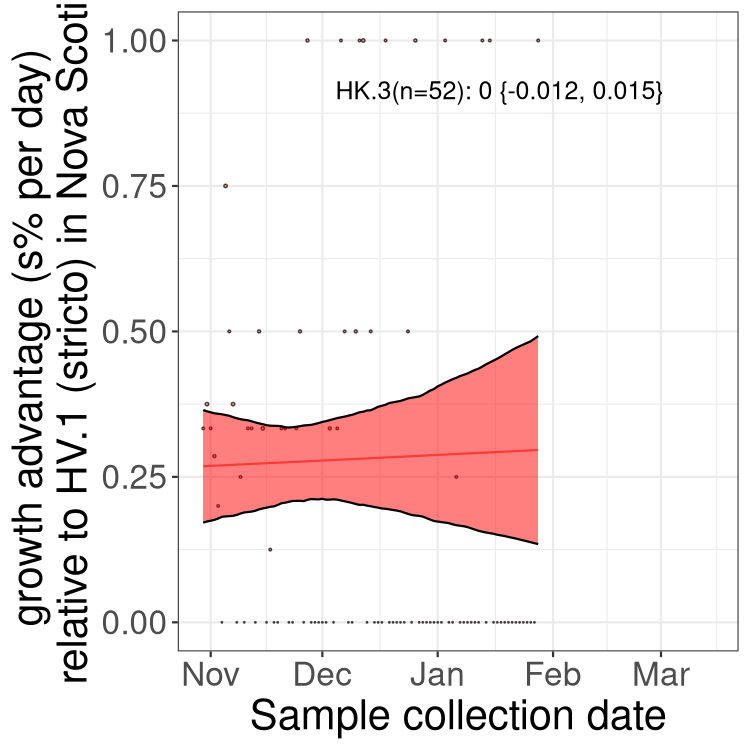 growth advantage (s% per day)
relative to HV.1 (stricto) in Nova Scoti
1.00
0.75
0.50
0.25
0.00
HK.3(n=52): 0 {-0.012, 0.015}
Nov Dec Jan Feb Mar
Sample collection date